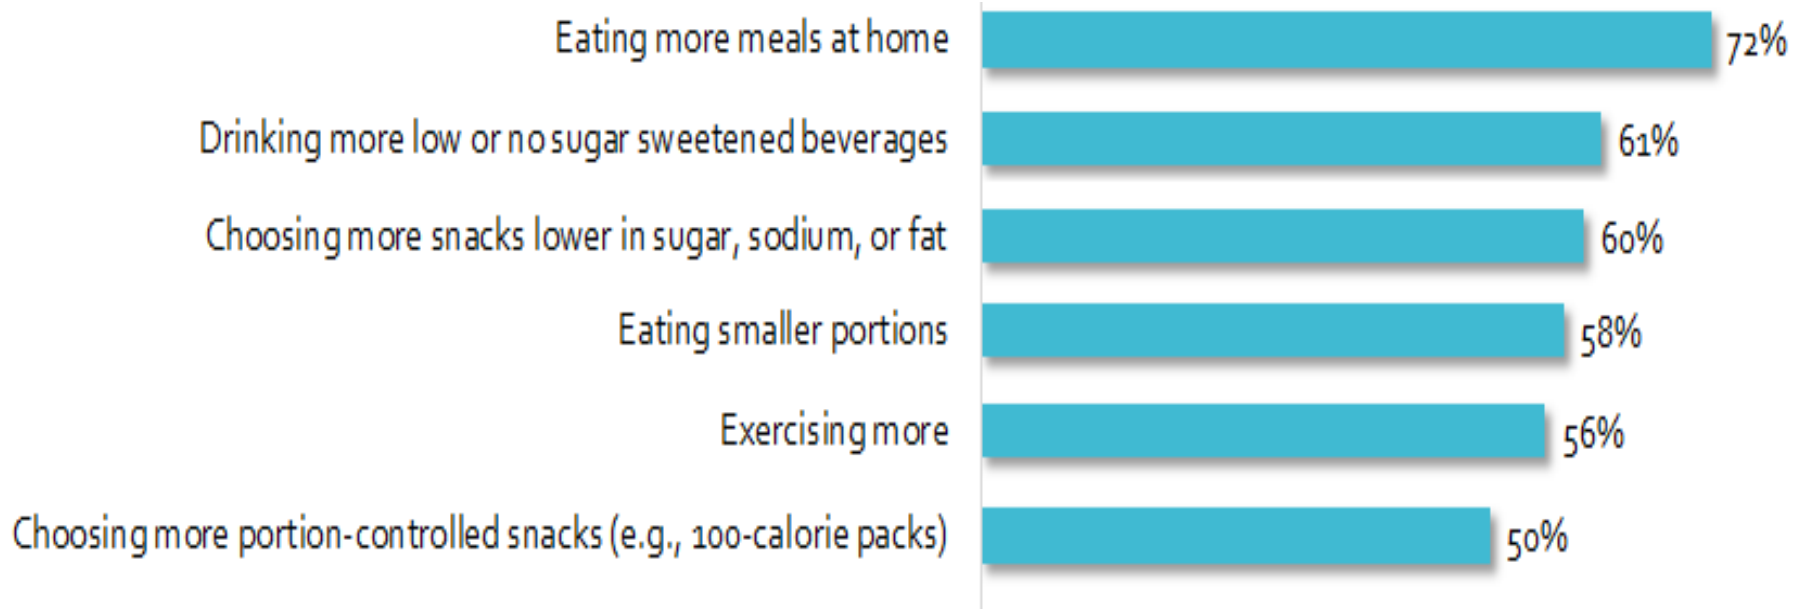 Eating more meals at home 72%
Drinking more low or no sugar sweetened beverages 61%
Choosing more snacks lower in sugar, sodium, or fat 60%
Eating smaller portions 58%
Exercising more 56%
Choosing more portion-controlled snacks (e.g., 100-calorie packs) 50%